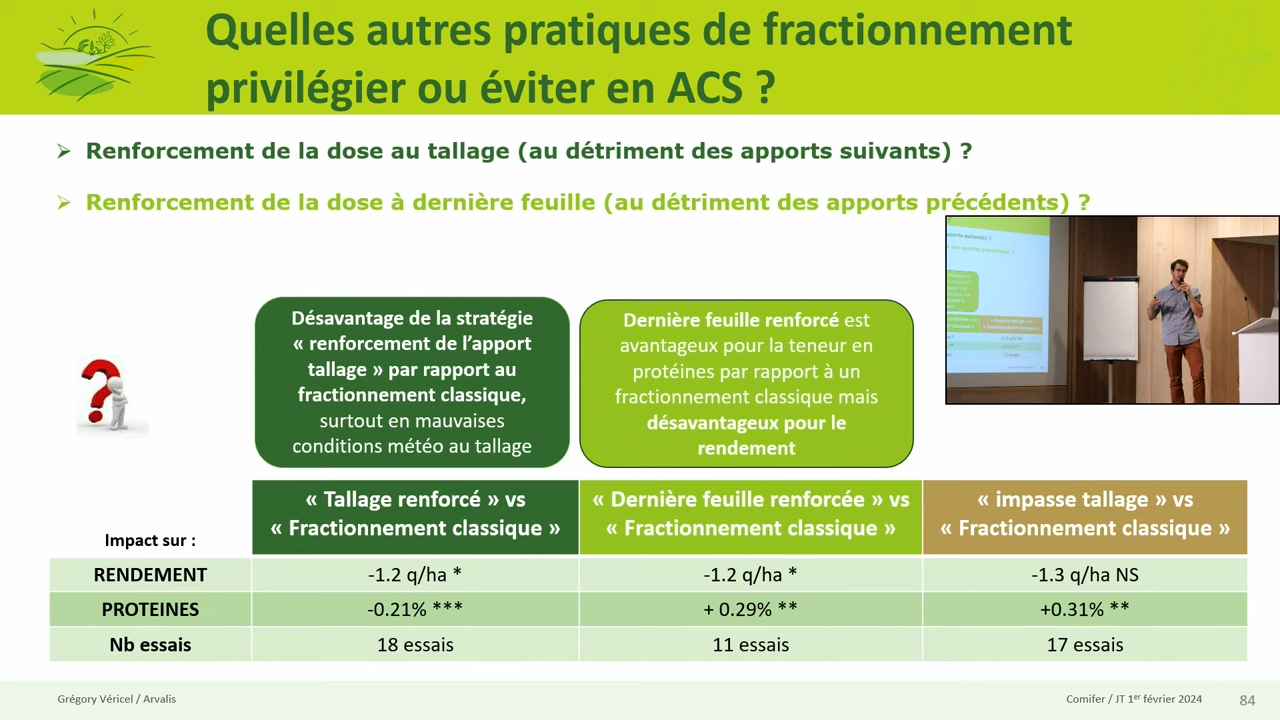 Quelles autres pratiques de fractionnement
privilégier ou éviter en ACS ?
➢ Renforcement de la dose au tallage (au détriment des apports suivants) ?
➢ Renforcement de la dose à dernière feuille (au détriment des apports précédents) ?
Désavantage de la stratégie
« renforcement de l'apport
tallage » par rapport au
fractionnement classique,
surtout en mauvaises
conditions météo au tallage
Dernière feuille renforcé est
avantageux pour la teneur en
protéines par rapport à un
fractionnement classique mais
désavantageux pour le
rendement
Impact sur :
« Tallage renforcé » vs
« Fractionnement classique »
« Dernière feuille renforcée » vs
« Fractionnement classique »
« impasse tallage » vs
« Fractionnement classique »
RENDEMENT -1.2 q/ha * -1.2 q/ha * -1.3 q/ha NS
PROTEINES -0.21% *** + 0.29% ** +0.31% **
Nb essais 18 essais 11 essais 17 essais
Grégory Véricel / Arvalis
Comifer / JT 1er février 2024
84